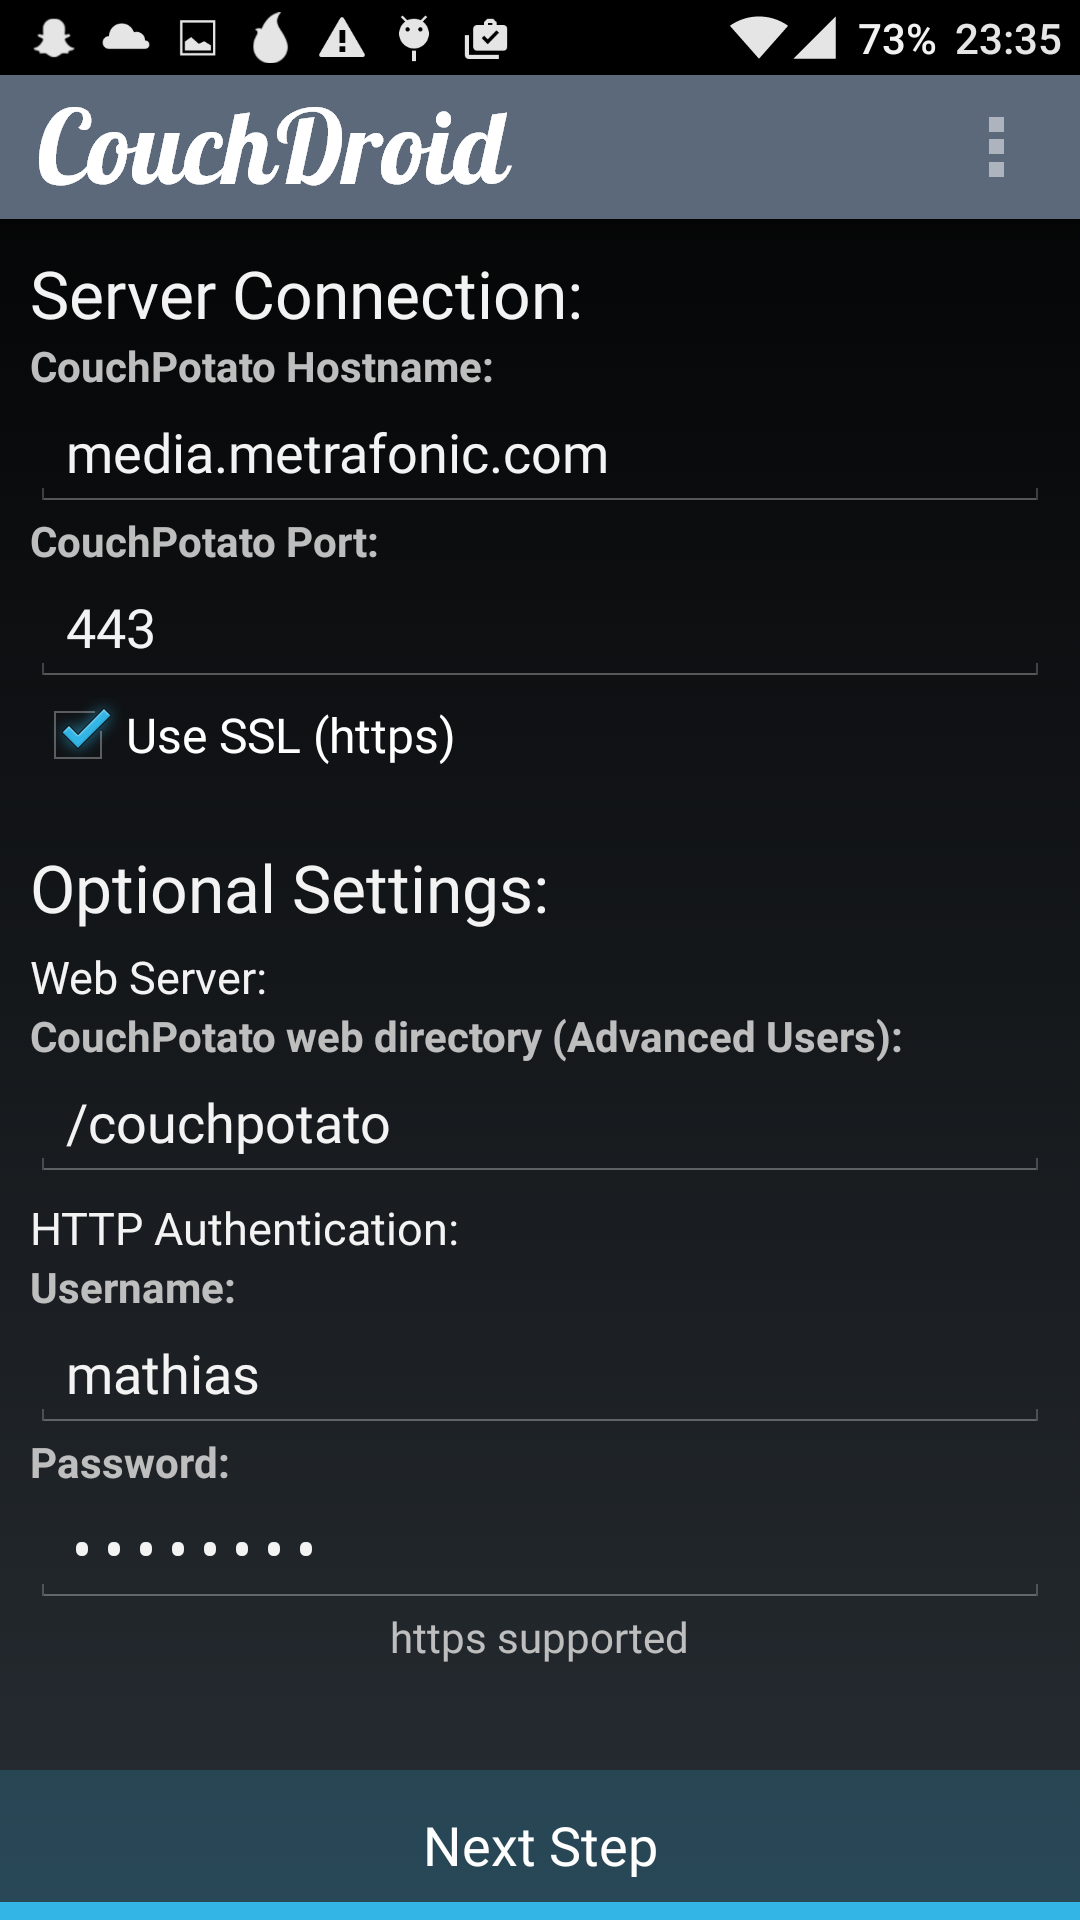 73% 23:35
CouchDroid
Server Connection:
CouchPotato Hostname:
media.metrafonic.com
CouchPotato Port:
443
Use SSL (https)
Optional Settings:
Web Server:
CouchPotato web directory (Advanced Users):
/couchpotato
HTTP Authentication:
Username:
mathias
Password:
••••••••
https supported
Next Step